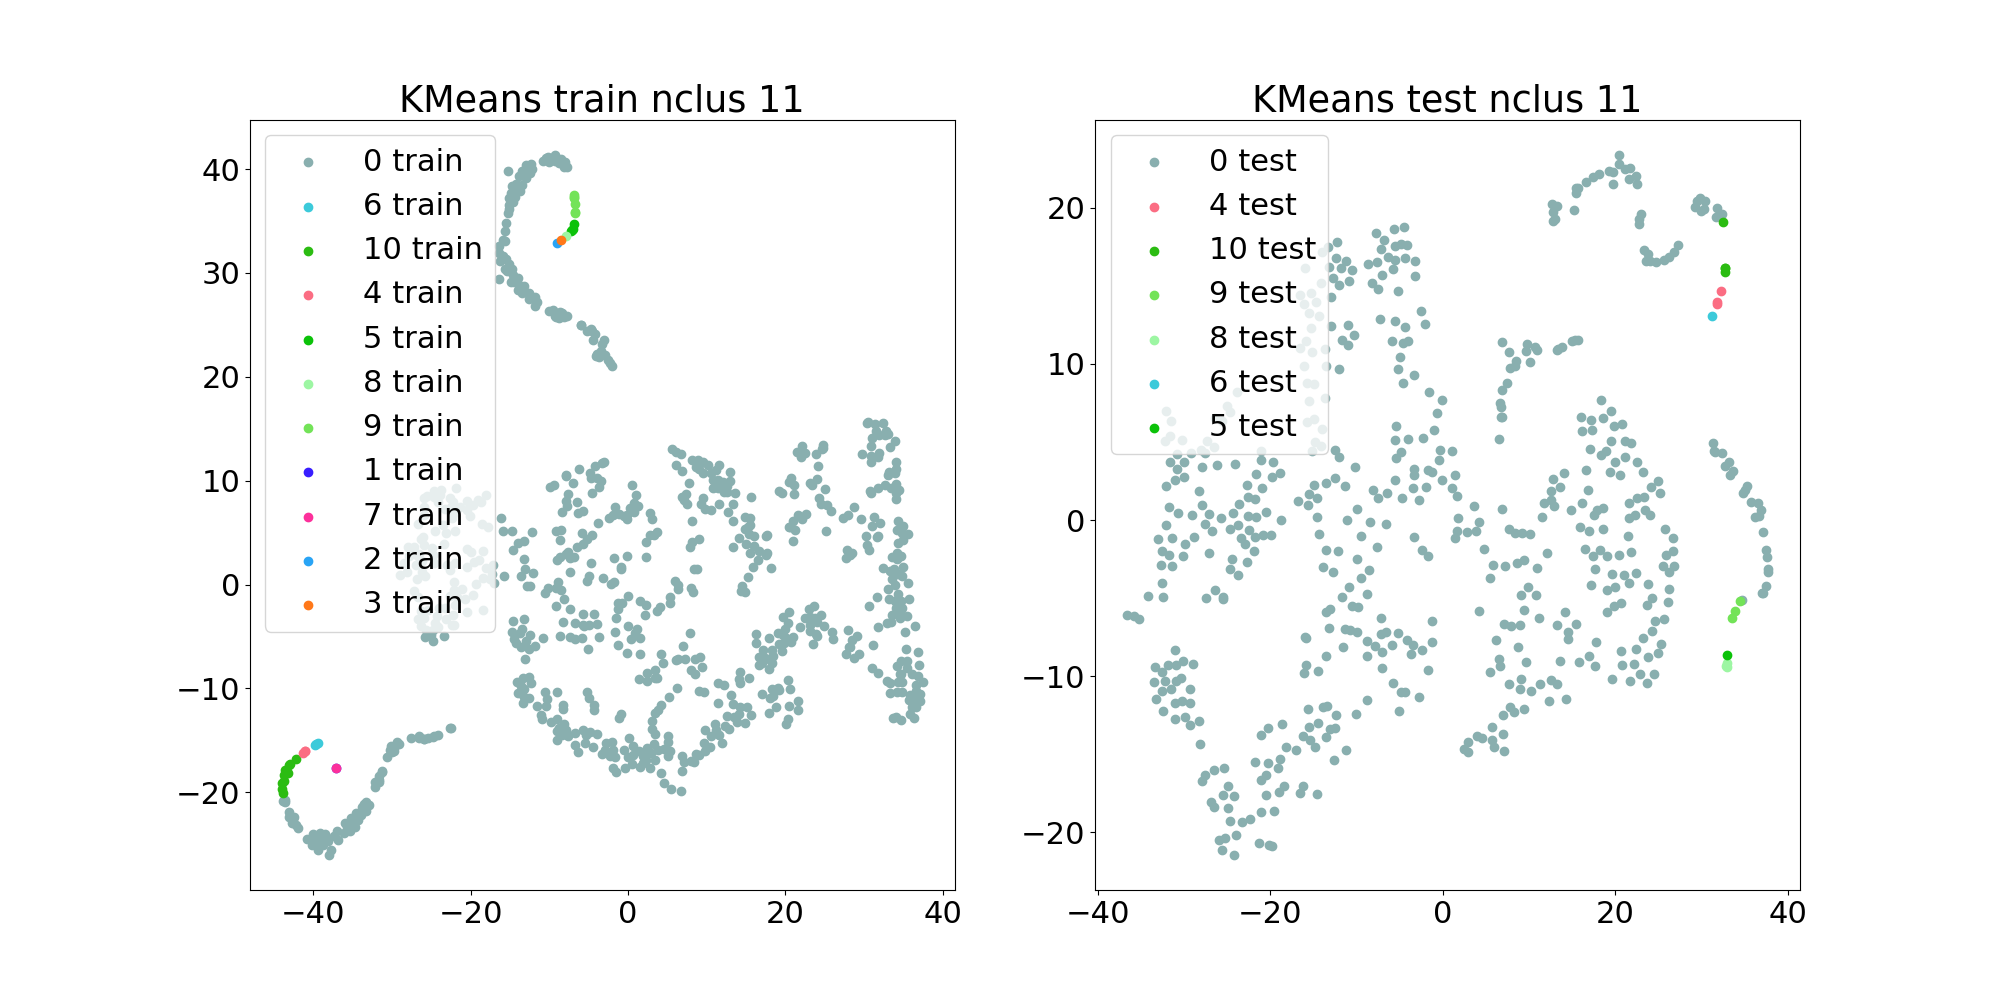 KMeans train nclus 11
0 train
6 train
10 train
4 train
5 train
8 train
9 train
1 train
7 train
2 train
3 train
40
30
20
10
0
−10
−20
−40
−20
0
20
40
KMeans test nclus 11
0 test
4 test
10 test
9 test
8 test
6 test
5 test
20
10
0
−10
−20
−40
−20
0
20
40